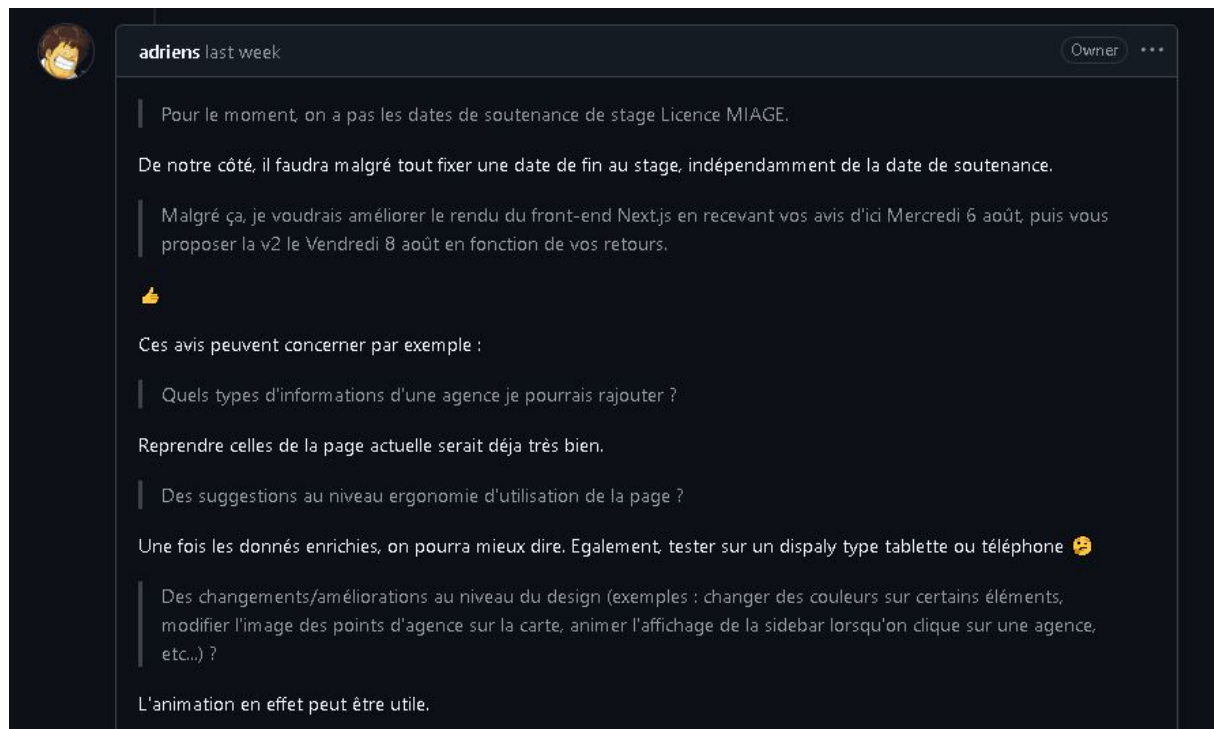 adriens last week
Owner
Pour le moment, on a pas les dates de soutenance de stage Licence MIAGE.
De notre côté, il faudra malgré tout fixer une date de fin au stage, indépendamment de la date de soutenance.
Malgré ça, je voudrais améliorer le rendu du front-end Next.js en recevant vos avis d'ici Mercredi 6 août, puis vous
proposer la v2 le Vendredi 8 août en fonction de vos retours.
👍
Ces avis peuvent concerner par exemple :
Quels types d'informations d'une agence je pourrais rajouter ?
Reprendre celles de la page actuelle serait déja très bien.
Des suggestions au niveau ergonomie d'utilisation de la page ?
Une fois les donnés enrichies, on pourra mieux dire. Egalement, tester sur un dispaly type tablette ou téléphone 🤔
Des changements/améliorations au niveau du design (exemples : changer des couleurs sur certains éléments,
modifier l'image des points d'agence sur la carte, animer l'affichage de la sidebar lorsqu'on clique sur une agence,
etc...) ?
L'animation en effet peut être utile.